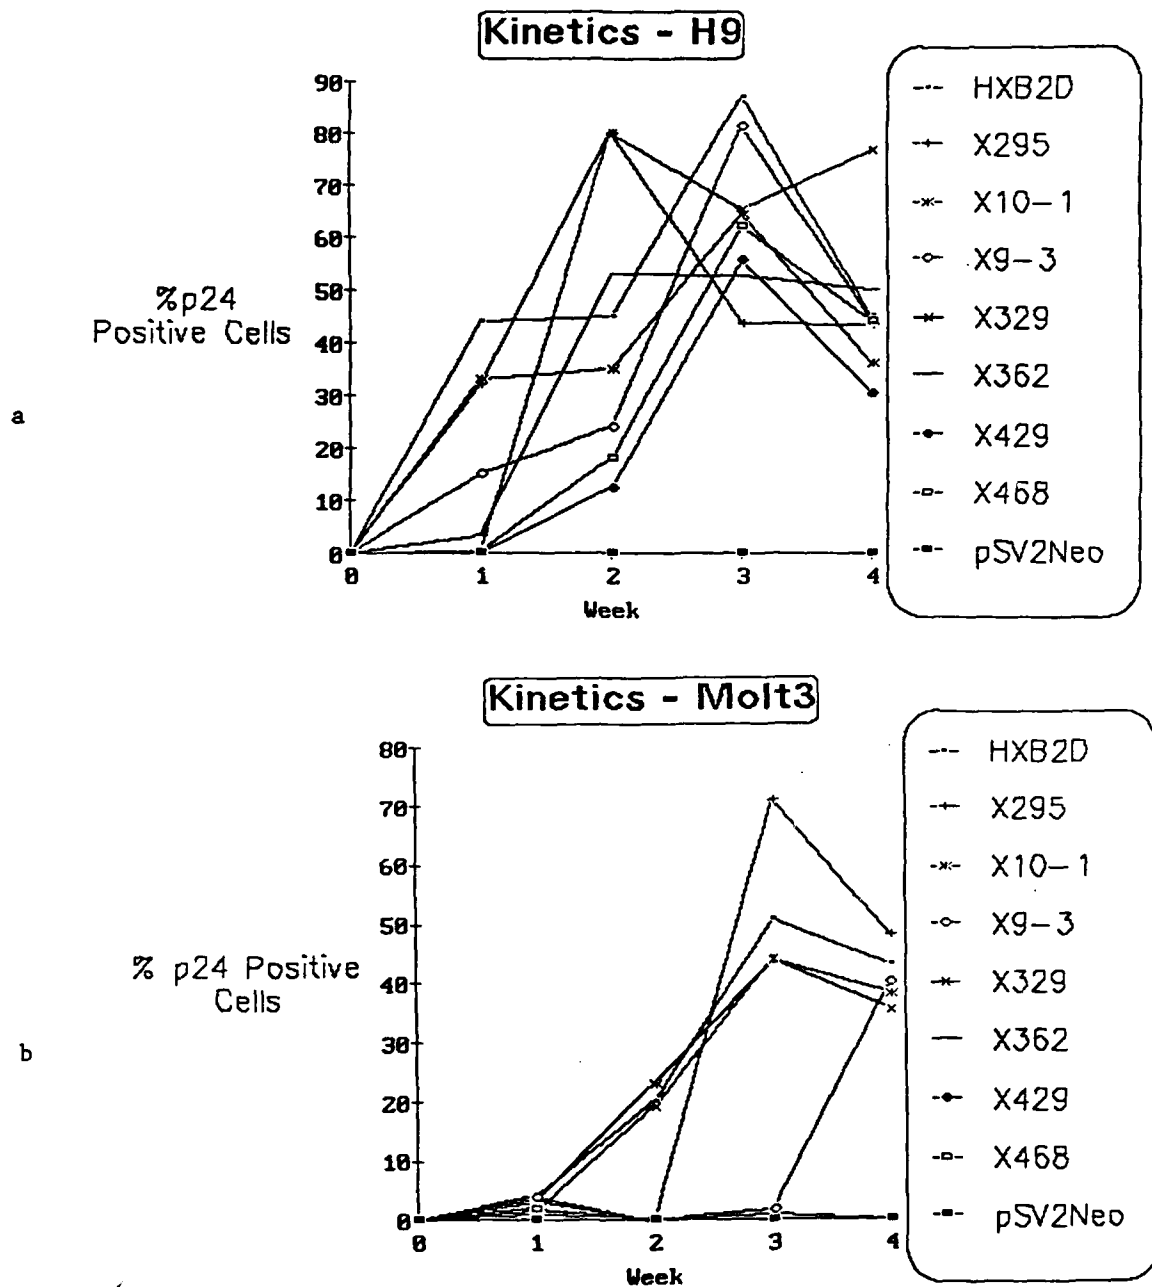 Kinetics - H9
90
80
70
60
50
40
30
20
10
0
%p24
Positive Cells
a
0 1 2 3 4
Week
HXB2D
X295
X10-1
X9-3
X329
X362
X429
X468
pSV2Neo
Kinetics - Molt3
80
70
60
50
40
30
20
10
0
% p24 Positive
Cells
b
0 1 2 3 4
Week
HXB2D
X295
X10-1
X9-3
X329
X362
X429
X468
pSV2Neo